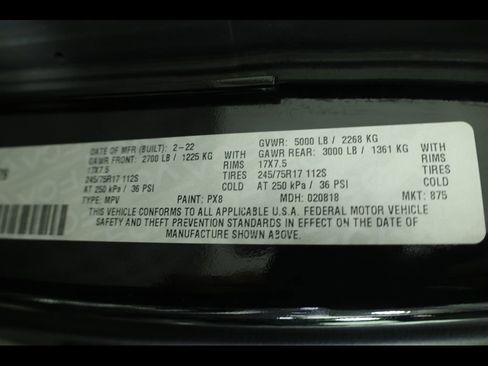 DATE OF MFR (BUILT): 2-22 GVWR: 5000 LB / 2268 KG
GAWR FRONT: 2700 LB / 1225 KG WITH GAWR REAR: 3000 LB / 1361 KG WITH
17X7.5 RIMS 17X7.5 RIMS
245/75R17 112S TIRES 245/75R17 112S TIRES
AT 250 kPa / 36 PSI COLD AT 250 kPa / 36 PSI COLD
TYPE: MPV PAINT: PX8 MDH: 020818 MKT: 875
THIS VEHICLE CONFORMS TO ALL APPLICABLE U.S.A. FEDERAL MOTOR VEHICLE
SAFETY AND THEFT PREVENTION STANDARDS IN EFFECT ON THE DATE OF
MANUFACTURE SHOWN ABOVE.